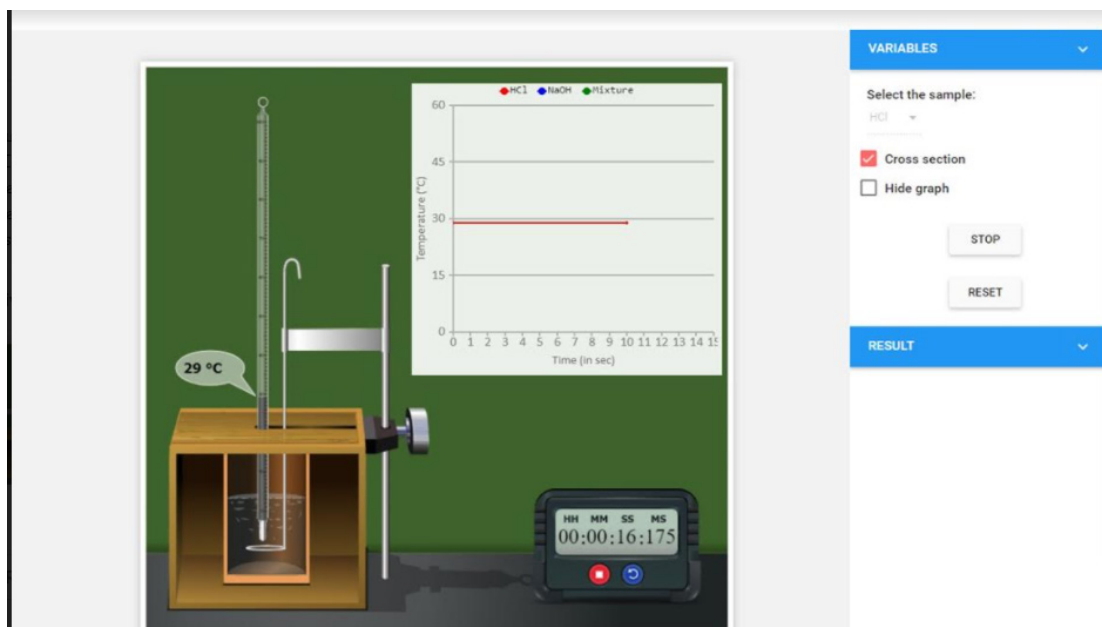 VARIABLES
Select the sample:
HCl
Cross section
Hide graph
STOP
RESET
RESULT
HCl NaOH Mixture
60
45
30
15
0
Temperature (°C)
0 1 2 3 4 5 6 7 8 9 10 11 12 13 14 15
Time (in sec)
29 °C
HH MM SS MS
00:00:16:175